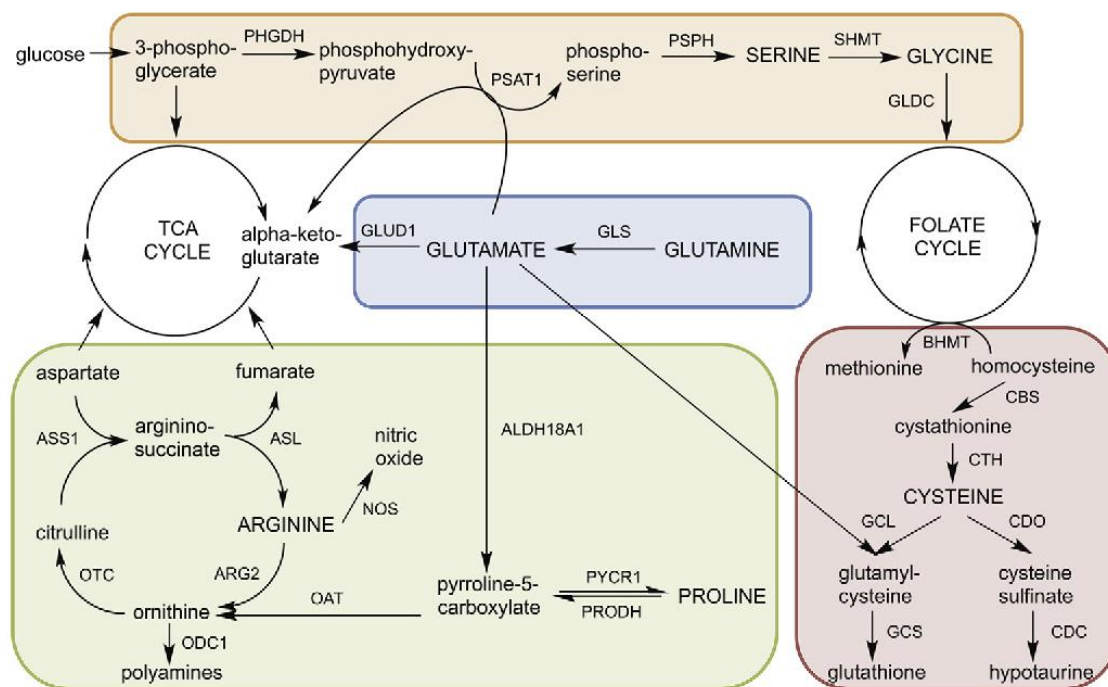 glucose
3-phospho-
glycerate
PHGDH
phosphohydroxy-
pyruvate
PSAT1
phospho-
serine
PSPH
SERINE
SHMT
GLYCINE
GLDC
TCA
CYCLE
alpha-keto-
glutarate
GLUD1
GLUTAMATE
GLS
GLUTAMINE
FOLATE
CYCLE
aspartate
fumarate
ASS1
arginino-
succinate
ASL
nitric
oxide
NOS
citrulline
ARGININE
OTC
ARG2
ornithine
OAT
ODC1
polyamines
ALDH18A1
pyrroline-5-
carboxylate
PYCR1
PRODH
PROLINE
BHMT
methionine
homocysteine
CBS
cystathionine
CTH
CYSTEINE
GCL
CDO
glutamyl-
cysteine
cysteine
sulfinate
GCS
CDC
glutathione
hypotaurine